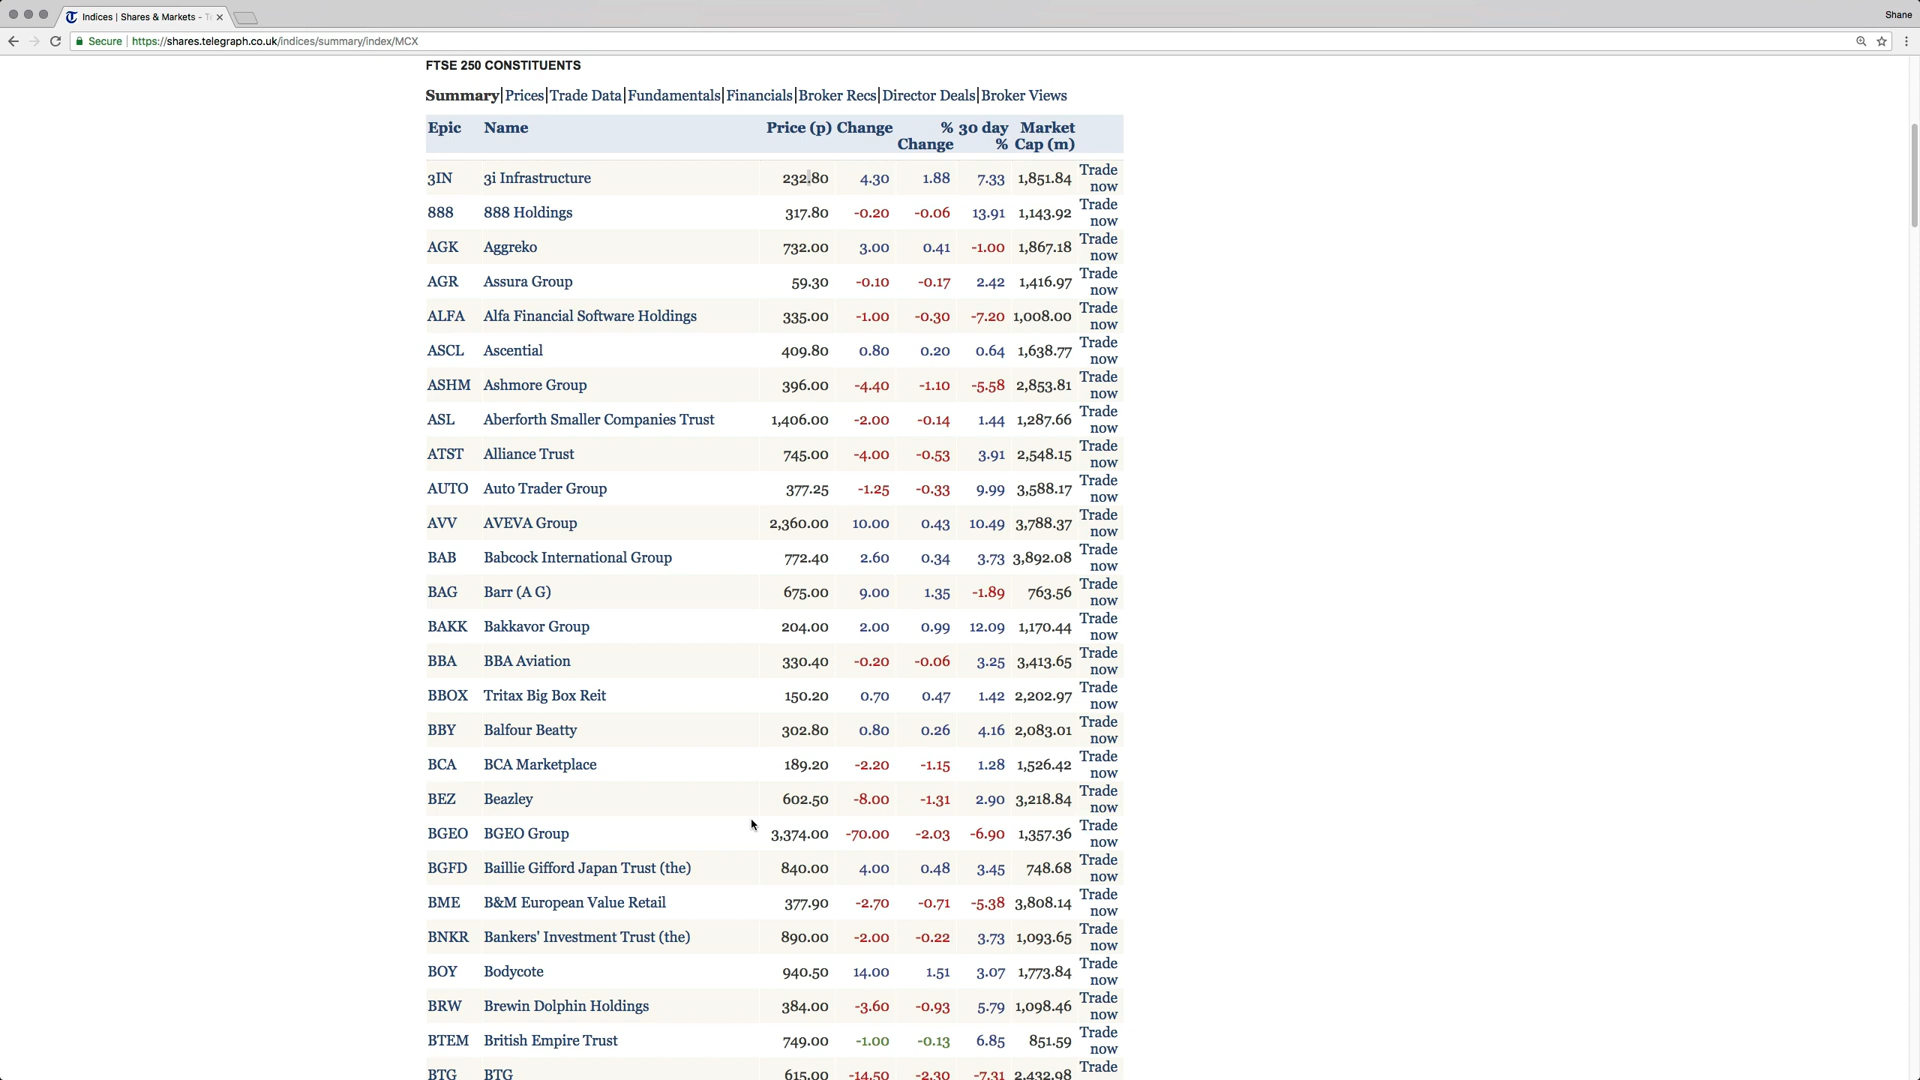 Indices | Shares & Markets -
Shane
Secure | https://shares.telegraph.co.uk/indices/summary/index/MCX
FTSE 250 CONSTITUENTS
Summary|Prices|Trade Data|Fundamentals|Financials|Broker Recs|Director Deals|Broker Views
Epic Name Price (p) Change % Change 30 day % Market Cap (m)
3IN 3i Infrastructure 232.80 4.30 1.88 7.33 1,851.84 Trade now
888 888 Holdings 317.80 -0.20 -0.06 13.91 1,143.92 Trade now
AGK Aggreko 732.00 3.00 0.41 -1.00 1,867.18 Trade now
AGR Assura Group 59.30 -0.10 -0.17 2.42 1,416.97 Trade now
ALFA Alfa Financial Software Holdings 335.00 -1.00 -0.30 -7.20 1,008.00 Trade now
ASCL Ascential 409.80 0.80 0.20 0.64 1,638.77 Trade now
ASHM Ashmore Group 396.00 -4.40 -1.10 -5.58 2,853.81 Trade now
ASL Aberforth Smaller Companies Trust 1,406.00 -2.00 -0.14 1.44 1,287.66 Trade now
ATST Alliance Trust 745.00 -4.00 -0.53 3.91 2,548.15 Trade now
AUTO Auto Trader Group 377.25 -1.25 -0.33 9.99 3,588.17 Trade now
AVV AVEVA Group 2,360.00 10.00 0.43 10.49 3,788.37 Trade now
BAB Babcock International Group 772.40 2.60 0.34 3.73 3,892.08 Trade now
BAG Barr (A G) 675.00 9.00 1.35 -1.89 763.56 Trade now
BAKK Bakkavor Group 204.00 2.00 0.99 12.09 1,170.44 Trade now
BBA BBA Aviation 330.40 -0.20 -0.06 3.25 3,413.65 Trade now
BBOX Tritax Big Box Reit 150.20 0.70 0.47 1.42 2,202.97 Trade now
BBY Balfour Beatty 302.80 0.80 0.26 4.16 2,083.01 Trade now
BCA BCA Marketplace 189.20 -2.20 -1.15 1.28 1,526.42 Trade now
BEZ Beazley 602.50 -8.00 -1.31 2.90 3,218.84 Trade now
BGEO BGEO Group 3,374.00 -70.00 -2.03 -6.90 1,357.36 Trade now
BGFD Baillie Gifford Japan Trust (the) 840.00 4.00 0.48 3.45 748.68 Trade now
BME B&M European Value Retail 377.90 -2.70 -0.71 -5.38 3,808.14 Trade now
BNKR Bankers' Investment Trust (the) 890.00 -2.00 -0.22 3.73 1,093.65 Trade now
BOY Bodycote 940.50 14.00 1.51 3.07 1,773.84 Trade now
BRW Brewin Dolphin Holdings 384.00 -3.60 -0.93 5.79 1,098.46 Trade now
BTEM British Empire Trust 749.00 -1.00 -0.13 6.85 851.59 Trade now
BTG BTG 615.00 -14.50 -2.30 -7.31 2,432.98 Trade